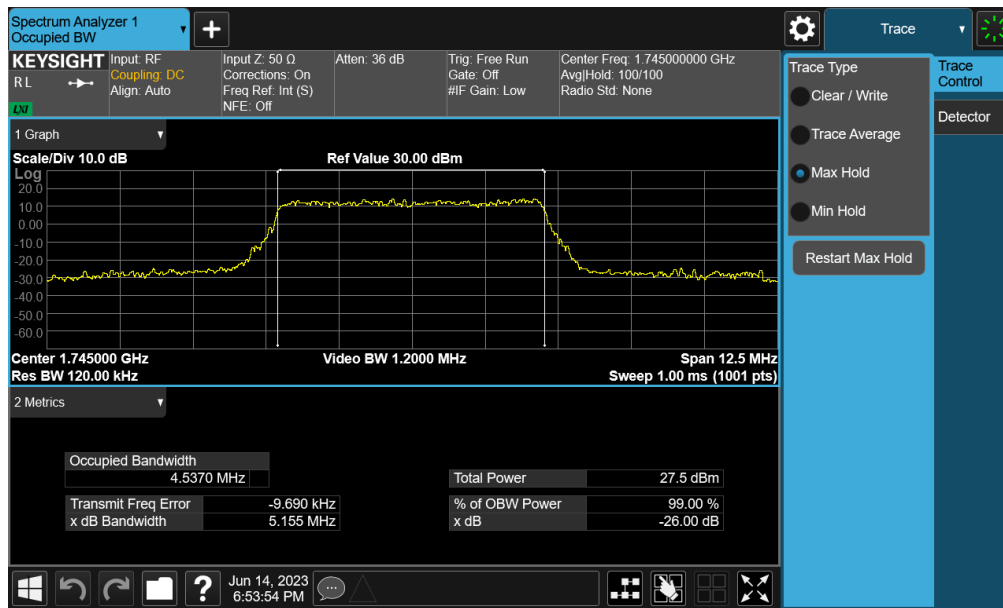 Spectrum Analyzer 1
Occupied BW
+
Trace
KEYSIGHT
RL
LXI
Input: RF
Coupling: DC
Align: Auto
Input Z: 50 Ω
Corrections: On
Freq Ref: Int (S)
NFE: Off
Atten: 36 dB
Trig: Free Run
Gate: Off
#IF Gain: Low
Center Freq: 1.745000000 GHz
Avg|Hold: 100/100
Radio Std: None
Trace Type
Clear / Write
Trace Average
Max Hold
Min Hold
Restart Max Hold
Trace
Control
Detector
1 Graph
Scale/Div 10.0 dB
Ref Value 30.00 dBm
Log
20.0
10.0
0.00
-10.0
-20.0
-30.0
-40.0
-50.0
-60.0
Center 1.745000 GHz
Video BW 1.2000 MHz
Span 12.5 MHz
Res BW 120.00 kHz
Sweep 1.00 ms (1001 pts)
2 Metrics
Occupied Bandwidth
4.5370 MHz
Total Power 27.5 dBm
Transmit Freq Error -9.690 kHz
% of OBW Power 99.00 %
x dB Bandwidth 5.155 MHz
x dB -26.00 dB
?
Jun 14, 2023
6:53:54 PM